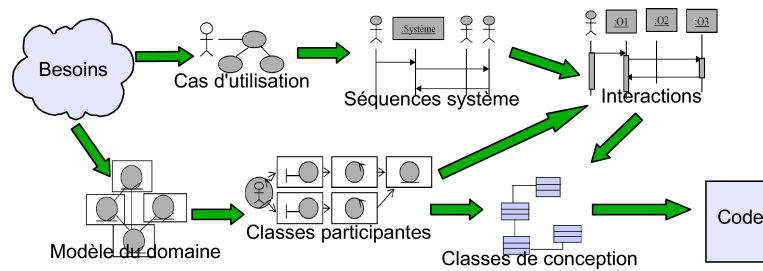 Besoins
Cas d'utilisation
:Système
Séquences système
:O1
:O2
:O3
Interactions
Modèle du domaine
Classes participantes
Classes de conception
Code